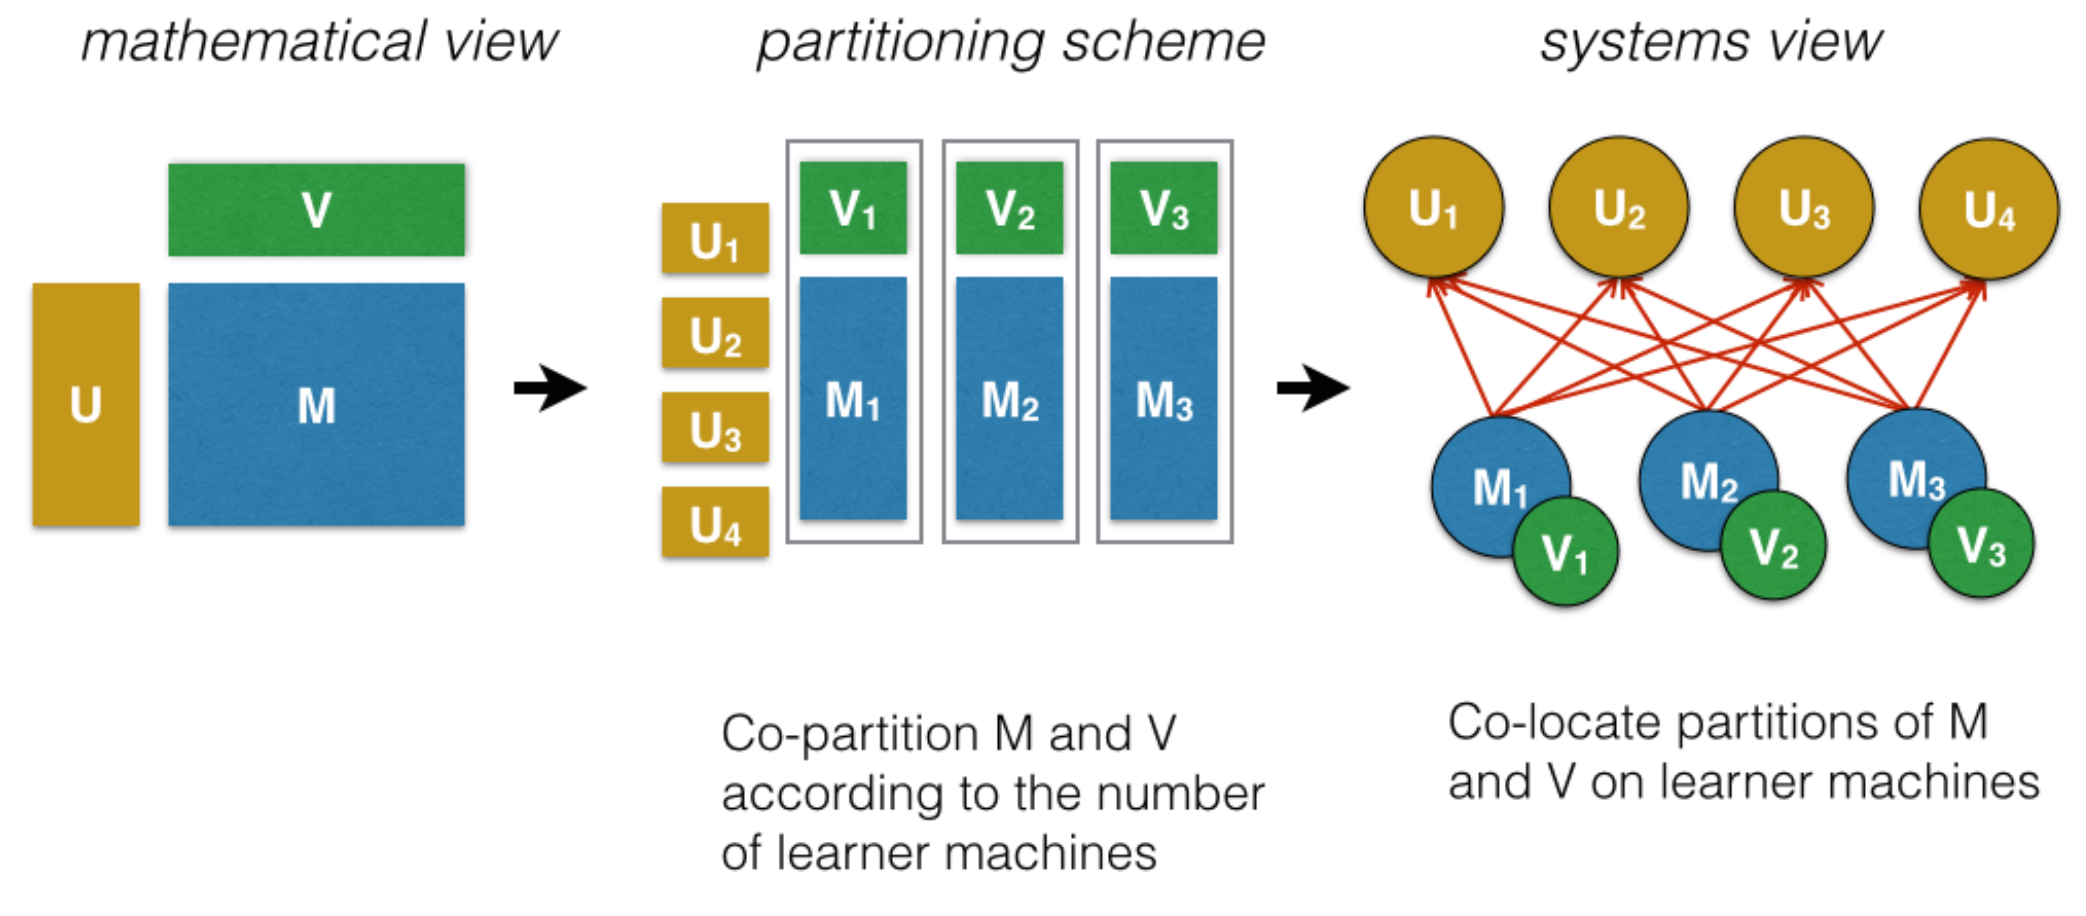 mathematical view
V
U
M
partitioning scheme
V1
V2
V3
U1
U2
U3
U4
M1
M2
M3
Co-partition M and V
according to the number
of learner machines
systems view
U1
U2
U3
U4
M1
M2
M3
V1
V2
V3
Co-locate partitions of M
and V on learner machines